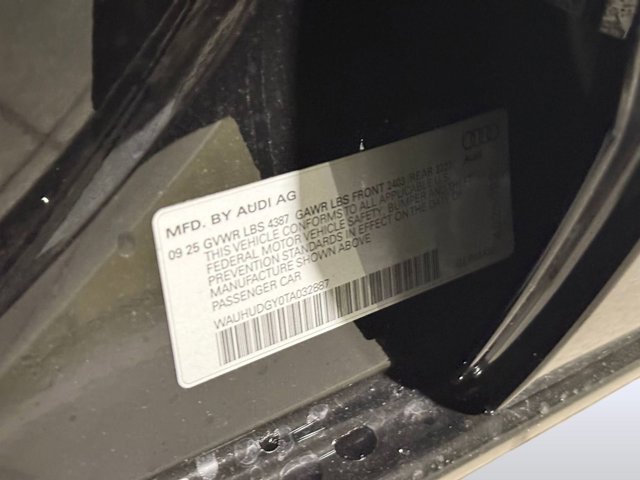 MFD. BY AUDI AG
09 25 GVWR LBS 4387 GAWR LBS FRONT 2403 REAR
THIS VEHICLE CONFORMS TO ALL APPLICABLE U.S.
FEDERAL MOTOR VEHICLE SAFETY, BUMPER AND THEFT
PREVENTION STANDARDS IN EFFECT ON THE DATE OF
MANUFACTURE SHOWN ABOVE
PASSENGER CAR
WAUHUDGY0TA032887
Audi